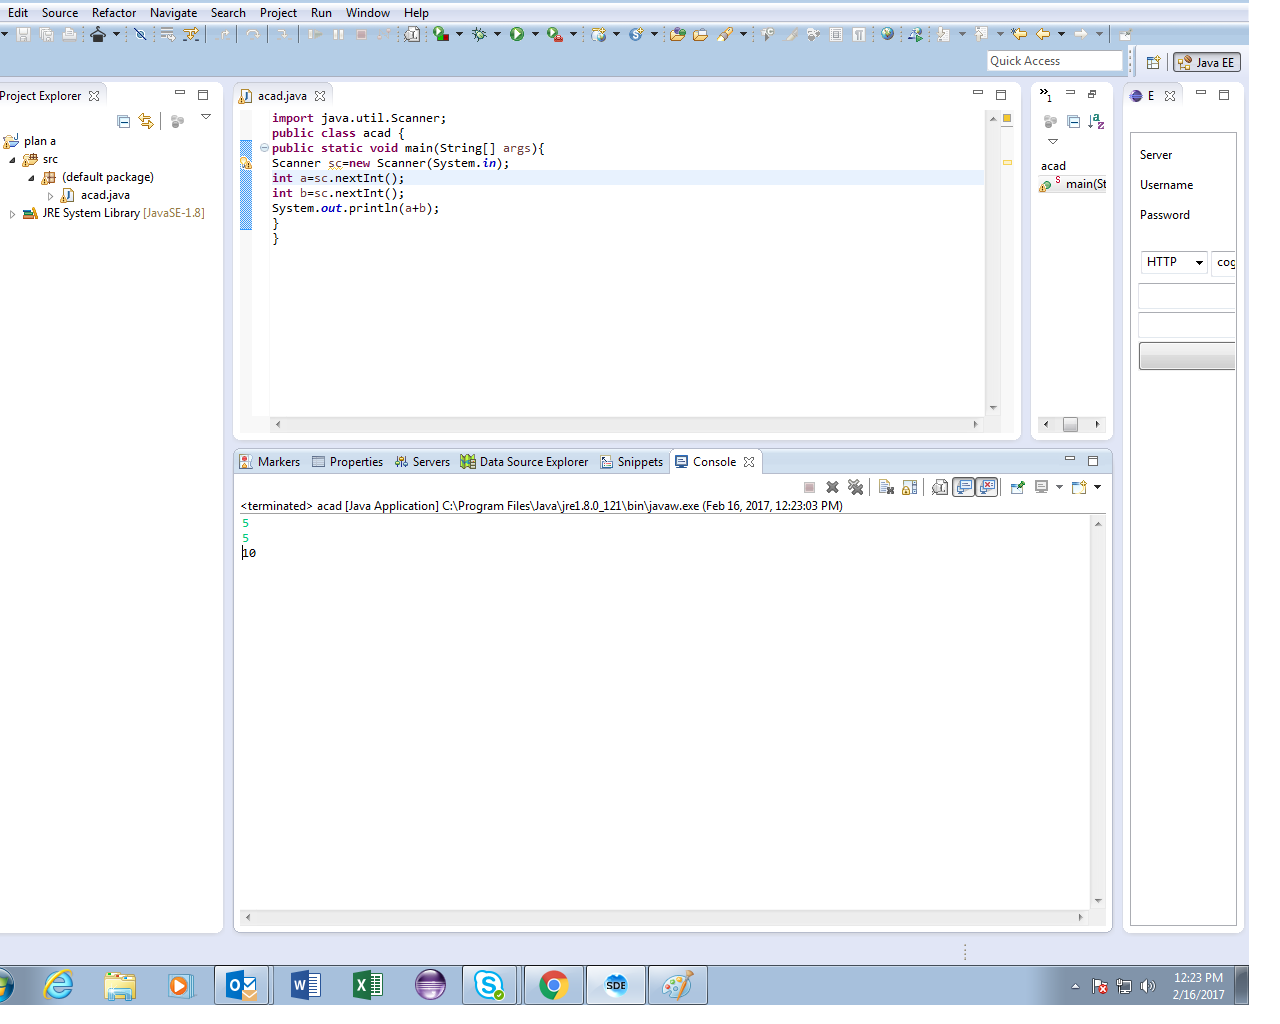 Edit Source Refactor Navigate Search Project Run Window Help
Quick Access
Java EE
Project Explorer
plan a
src
(default package)
acad.java
JRE System Library [JavaSE-1.8]
acad.java
import java.util.Scanner;
public class acad {
public static void main(String[] args){
Scanner sc=new Scanner(System.in);
int a=sc.nextInt();
int b=sc.nextInt();
System.out.println(a+b);
}
}
»1
acad
S main(St
E
Server
Username
Password
HTTP cog
Markers Properties Servers Data Source Explorer Snippets Console
<terminated> acad [Java Application] C:\Program Files\Java\jre1.8.0_121\bin\javaw.exe (Feb 16, 2017, 12:23:03 PM)
5
5
10
SDE
12:23 PM
2/16/2017